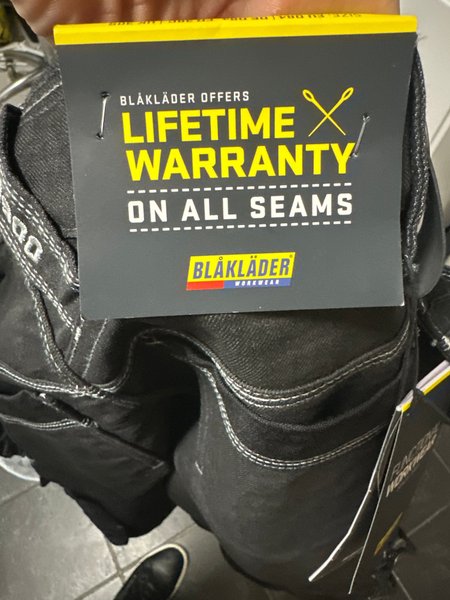 BLÅKLÄDER OFFERS
LIFETIME
WARRANTY
ON ALL SEAMS
BLÅKLÄDER
WORKWEAR